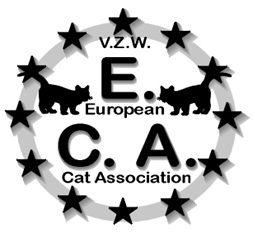 V.Z.W.
E.
European
C. A.
Cat Association